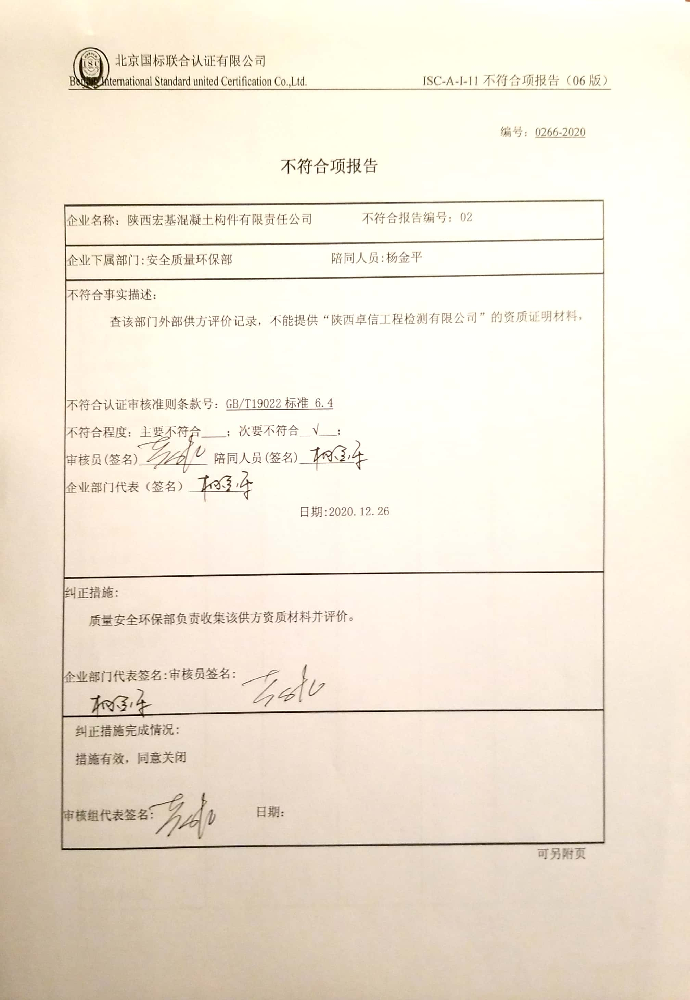 ISC
北京国标联合认证有限公司
Beijing International Standard united Certification Co.,Ltd.
ISC-A-I-11 不符合项报告（06 版）
编号：0266-2020
不符合项报告
企业名称：陕西宏基混凝土构件有限责任公司 不符合报告编号：02
企业下属部门:安全质量环保部 陪同人员:杨金平
不符合事实描述：
查该部门外部供方评价记录，不能提供“陕西卓信工程检测有限公司”的资质证明材料，
不符合认证审核准则条款号：GB/T19022 标准 6.4
不符合程度：主要不符合____；次要不符合__√___；
审核员(签名) 陪同人员(签名) 杨金平
企业部门代表（签名） 杨金平
日期:2020.12.26
纠正措施:
质量安全环保部负责收集该供方资质材料并评价。
企业部门代表签名:审核员签名:
杨金平
纠正措施完成情况:
措施有效，同意关闭
审核组代表签名: 日期:
可另附页